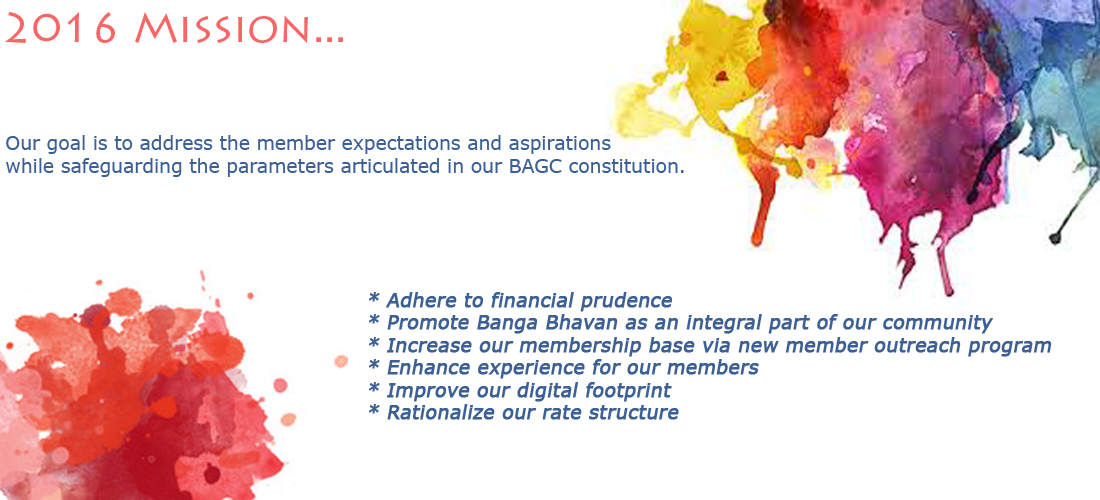 2016 Mission...
Our goal is to address the member expectations and aspirations
while safeguarding the parameters articulated in our BAGC constitution.
* Adhere to financial prudence
* Promote Banga Bhavan as an integral part of our community
* Increase our membership base via new member outreach program
* Enhance experience for our members
* Improve our digital footprint
* Rationalize our rate structure